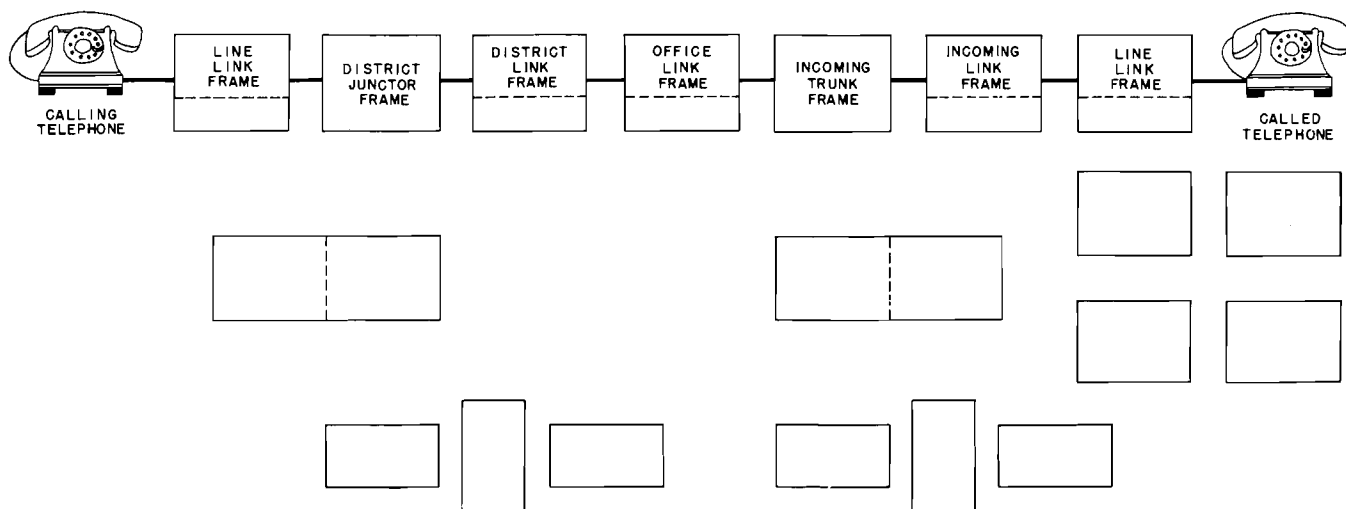 CALLING
TELEPHONE
LINE
LINK
FRAME
DISTRICT
JUNCTOR
FRAME
DISTRICT
LINK
FRAME
OFFICE
LINK
FRAME
INCOMING
TRUNK
FRAME
INCOMING
LINK
FRAME
LINE
LINK
FRAME
CALLED
TELEPHONE